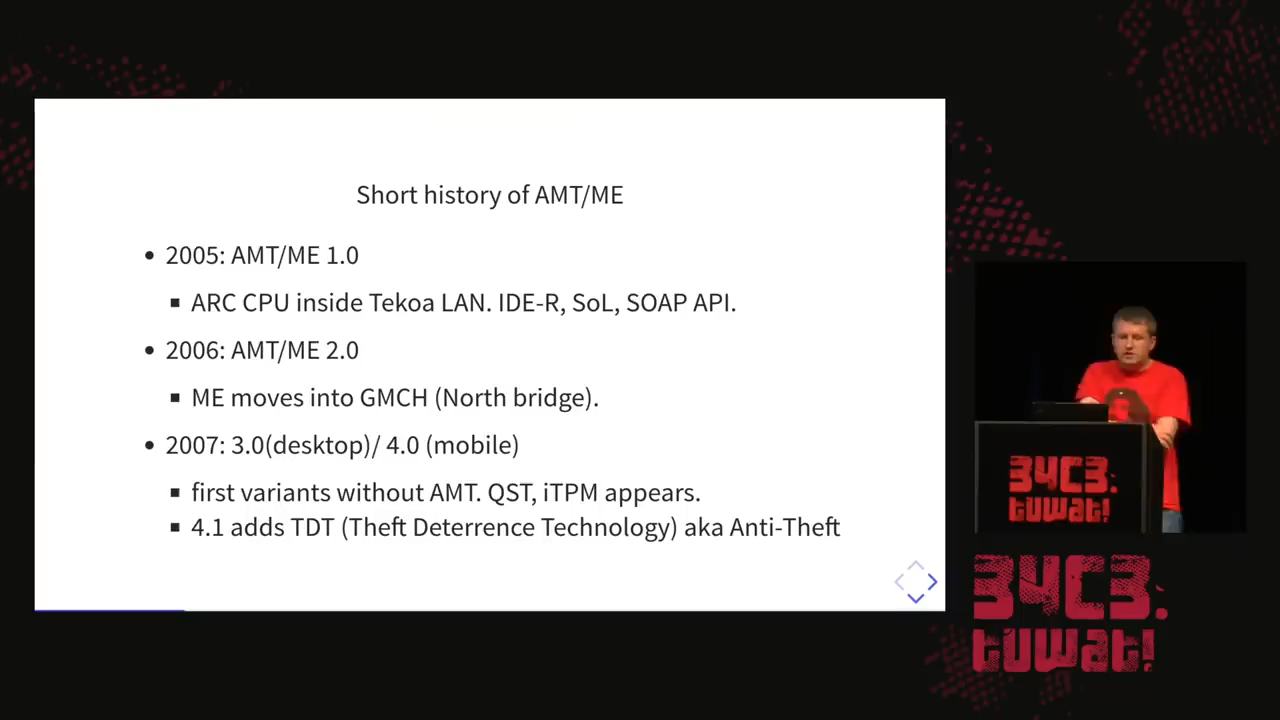 Short history of AMT/ME
• 2005: AMT/ME 1.0
▪ ARC CPU inside Tekoa LAN. IDE-R, SoL, SOAP API.
• 2006: AMT/ME 2.0
▪ ME moves into GMCH (North bridge).
• 2007: 3.0(desktop)/ 4.0 (mobile)
▪ first variants without AMT. QST, iTPM appears.
▪ 4.1 adds TDT (Theft Deterrence Technology) aka Anti-Theft
34C3.
tuwat!
34C3.
tuwat!